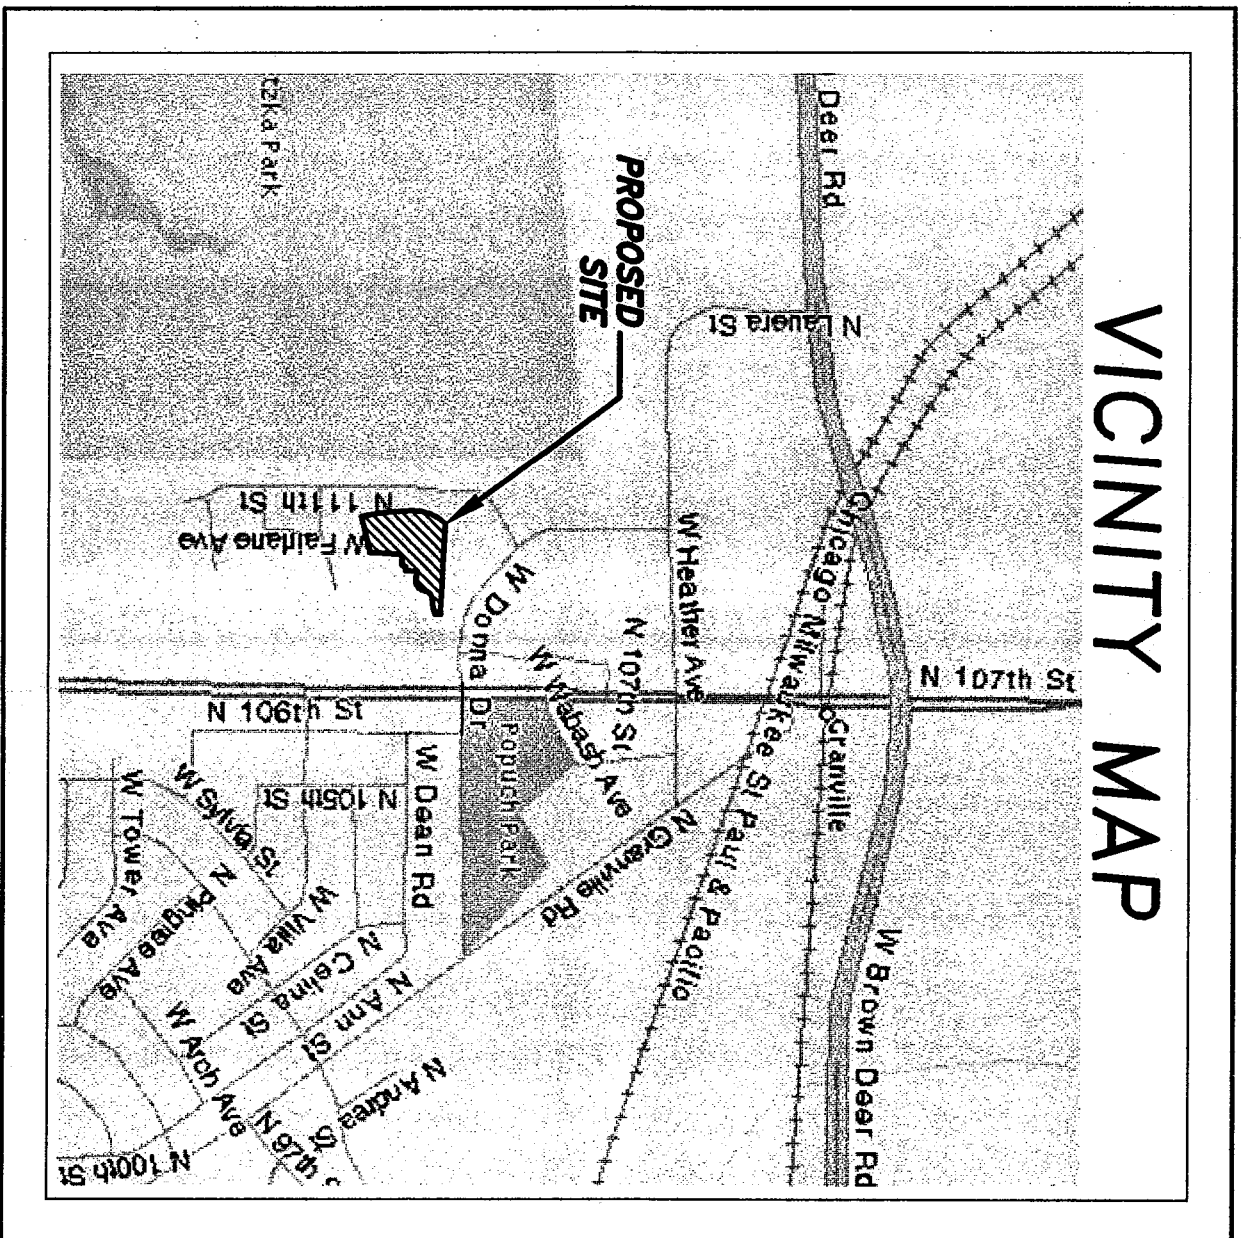 VICINITY MAP
Deer Rd
tzka Park
PROPOSED
SITE
N Lauera St
N 111th St
W Fairlane Ave
W Donna Dr
W Heather Ave
N 107th St
W Wabash Ave
Chicago Milwaukee St Paul & Pacific
N 107th St
Granville
N 106th St
Popuch Park
W Dean Rd
N 105th St
W Sylvia St
W Tower Ava
N Pingree Ave
W Villa Ave
N Celina St
N Ann St
N Granville Rd
W Brown Deer Rd
W Arch Ave
N Andrea St
N 97th
N 100th St